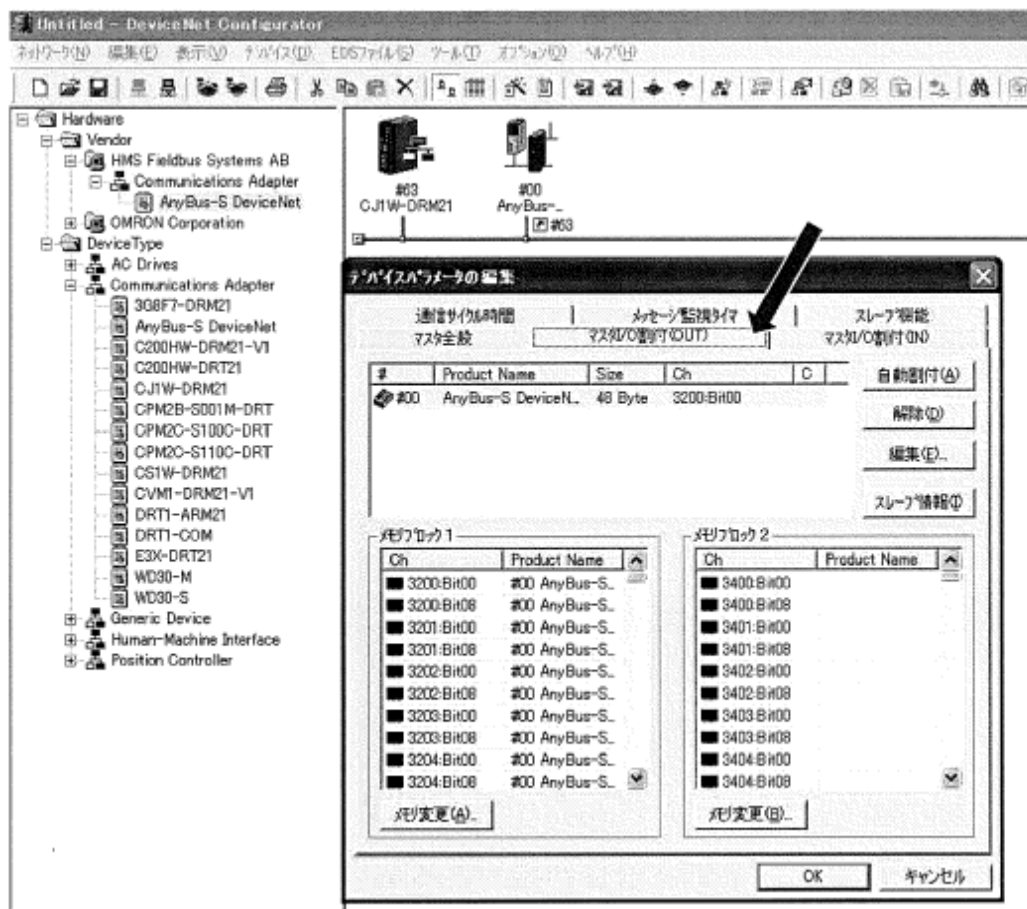 Untitled - DeviceNet Configurator
ネットワーク(N) 編集(E) 表示(V) デバイス(D) EDSファイル(S) ツール(T) オプション(O) ヘルプ(H)
Hardware
Vendor
HMS Fieldbus Systems AB
Communications Adapter
AnyBus-S DeviceNet
OMRON Corporation
DeviceType
AC Drives
Communications Adapter
3G8F7-DRM21
AnyBus-S DeviceNet
C200HW-DRM21-V1
C200HW-DRT21
CJ1W-DRM21
CPM2B-S001M-DRT
CPM2C-S100C-DRT
CPM2C-S110C-DRT
CS1W-DRM21
CVM1-DRM21-V1
DRT1-ARM21
DRT1-COM
E3X-DRT21
WD30-M
WD30-S
Generic Device
Human-Machine Interface
Position Controller
#63 #00
CJ1W-DRM21 AnyBus-...
#63
デバイスパラメータの編集
通信サイクル時間 メッセージ監視タイマ スレーブ機能
マスタ全般 マスタI/O割付(OUT) マスタI/O割付(IN)
# Product Name Size Ch C
#00 AnyBus-S DeviceN... 48 Byte 3200:Bit00
自動割付(A)
解除(D)
編集(E)...
スレーブ情報(I)
メモリブロック 1
Ch Product Name
3200:Bit00 #00 AnyBus-S...
3200:Bit08 #00 AnyBus-S...
3201:Bit00 #00 AnyBus-S...
3201:Bit08 #00 AnyBus-S...
3202:Bit00 #00 AnyBus-S...
3202:Bit08 #00 AnyBus-S...
3203:Bit00 #00 AnyBus-S...
3203:Bit08 #00 AnyBus-S...
3204:Bit00 #00 AnyBus-S...
3204:Bit08 #00 AnyBus-S...
メモリ変更(A)...
メモリブロック 2
Ch Product Name
3400:Bit00
3400:Bit08
3401:Bit00
3401:Bit08
3402:Bit00
3402:Bit08
3403:Bit00
3403:Bit08
3404:Bit00
3404:Bit08
メモリ変更(B)...
OK キャンセル